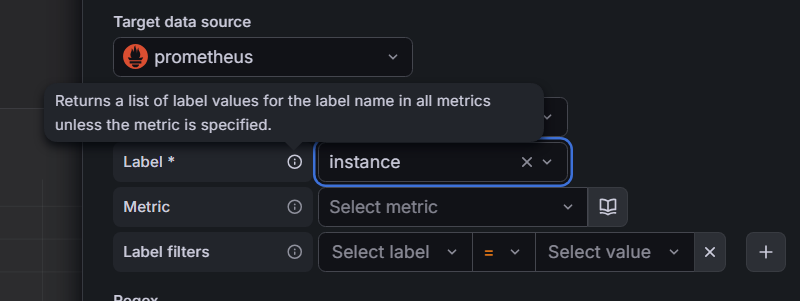 Target data source
prometheus
Returns a list of label values for the label name in all metrics
unless the metric is specified.
Label *
instance
Metric
Select metric
Label filters
Select label
=
Select value
Regex